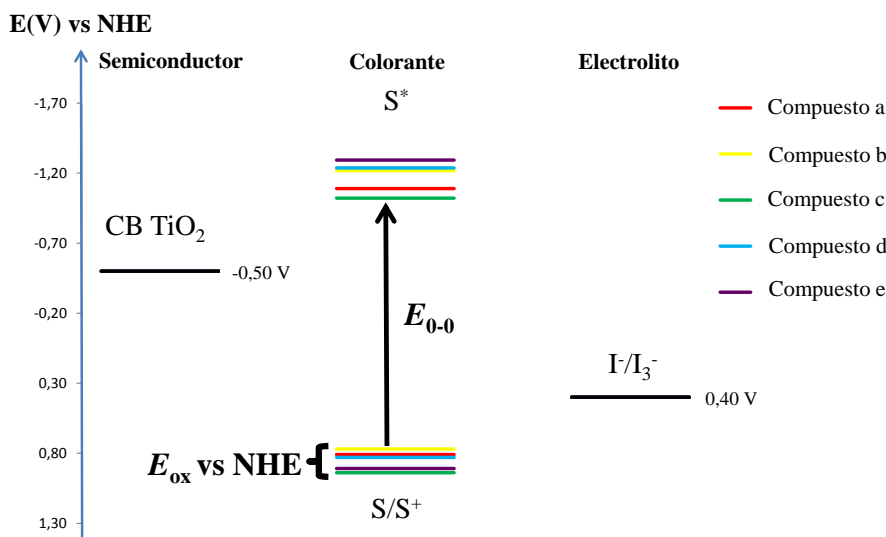 E(V) vs NHE
Semiconductor
Colorante
Electrolito
S*
-1,70
-1,20
-0,70
-0,20
0,30
0,80
1,30
CB TiO2
-0,50 V
E0-0
I-/I3-
0,40 V
Eox vs NHE
S/S+
Compuesto a
Compuesto b
Compuesto c
Compuesto d
Compuesto e